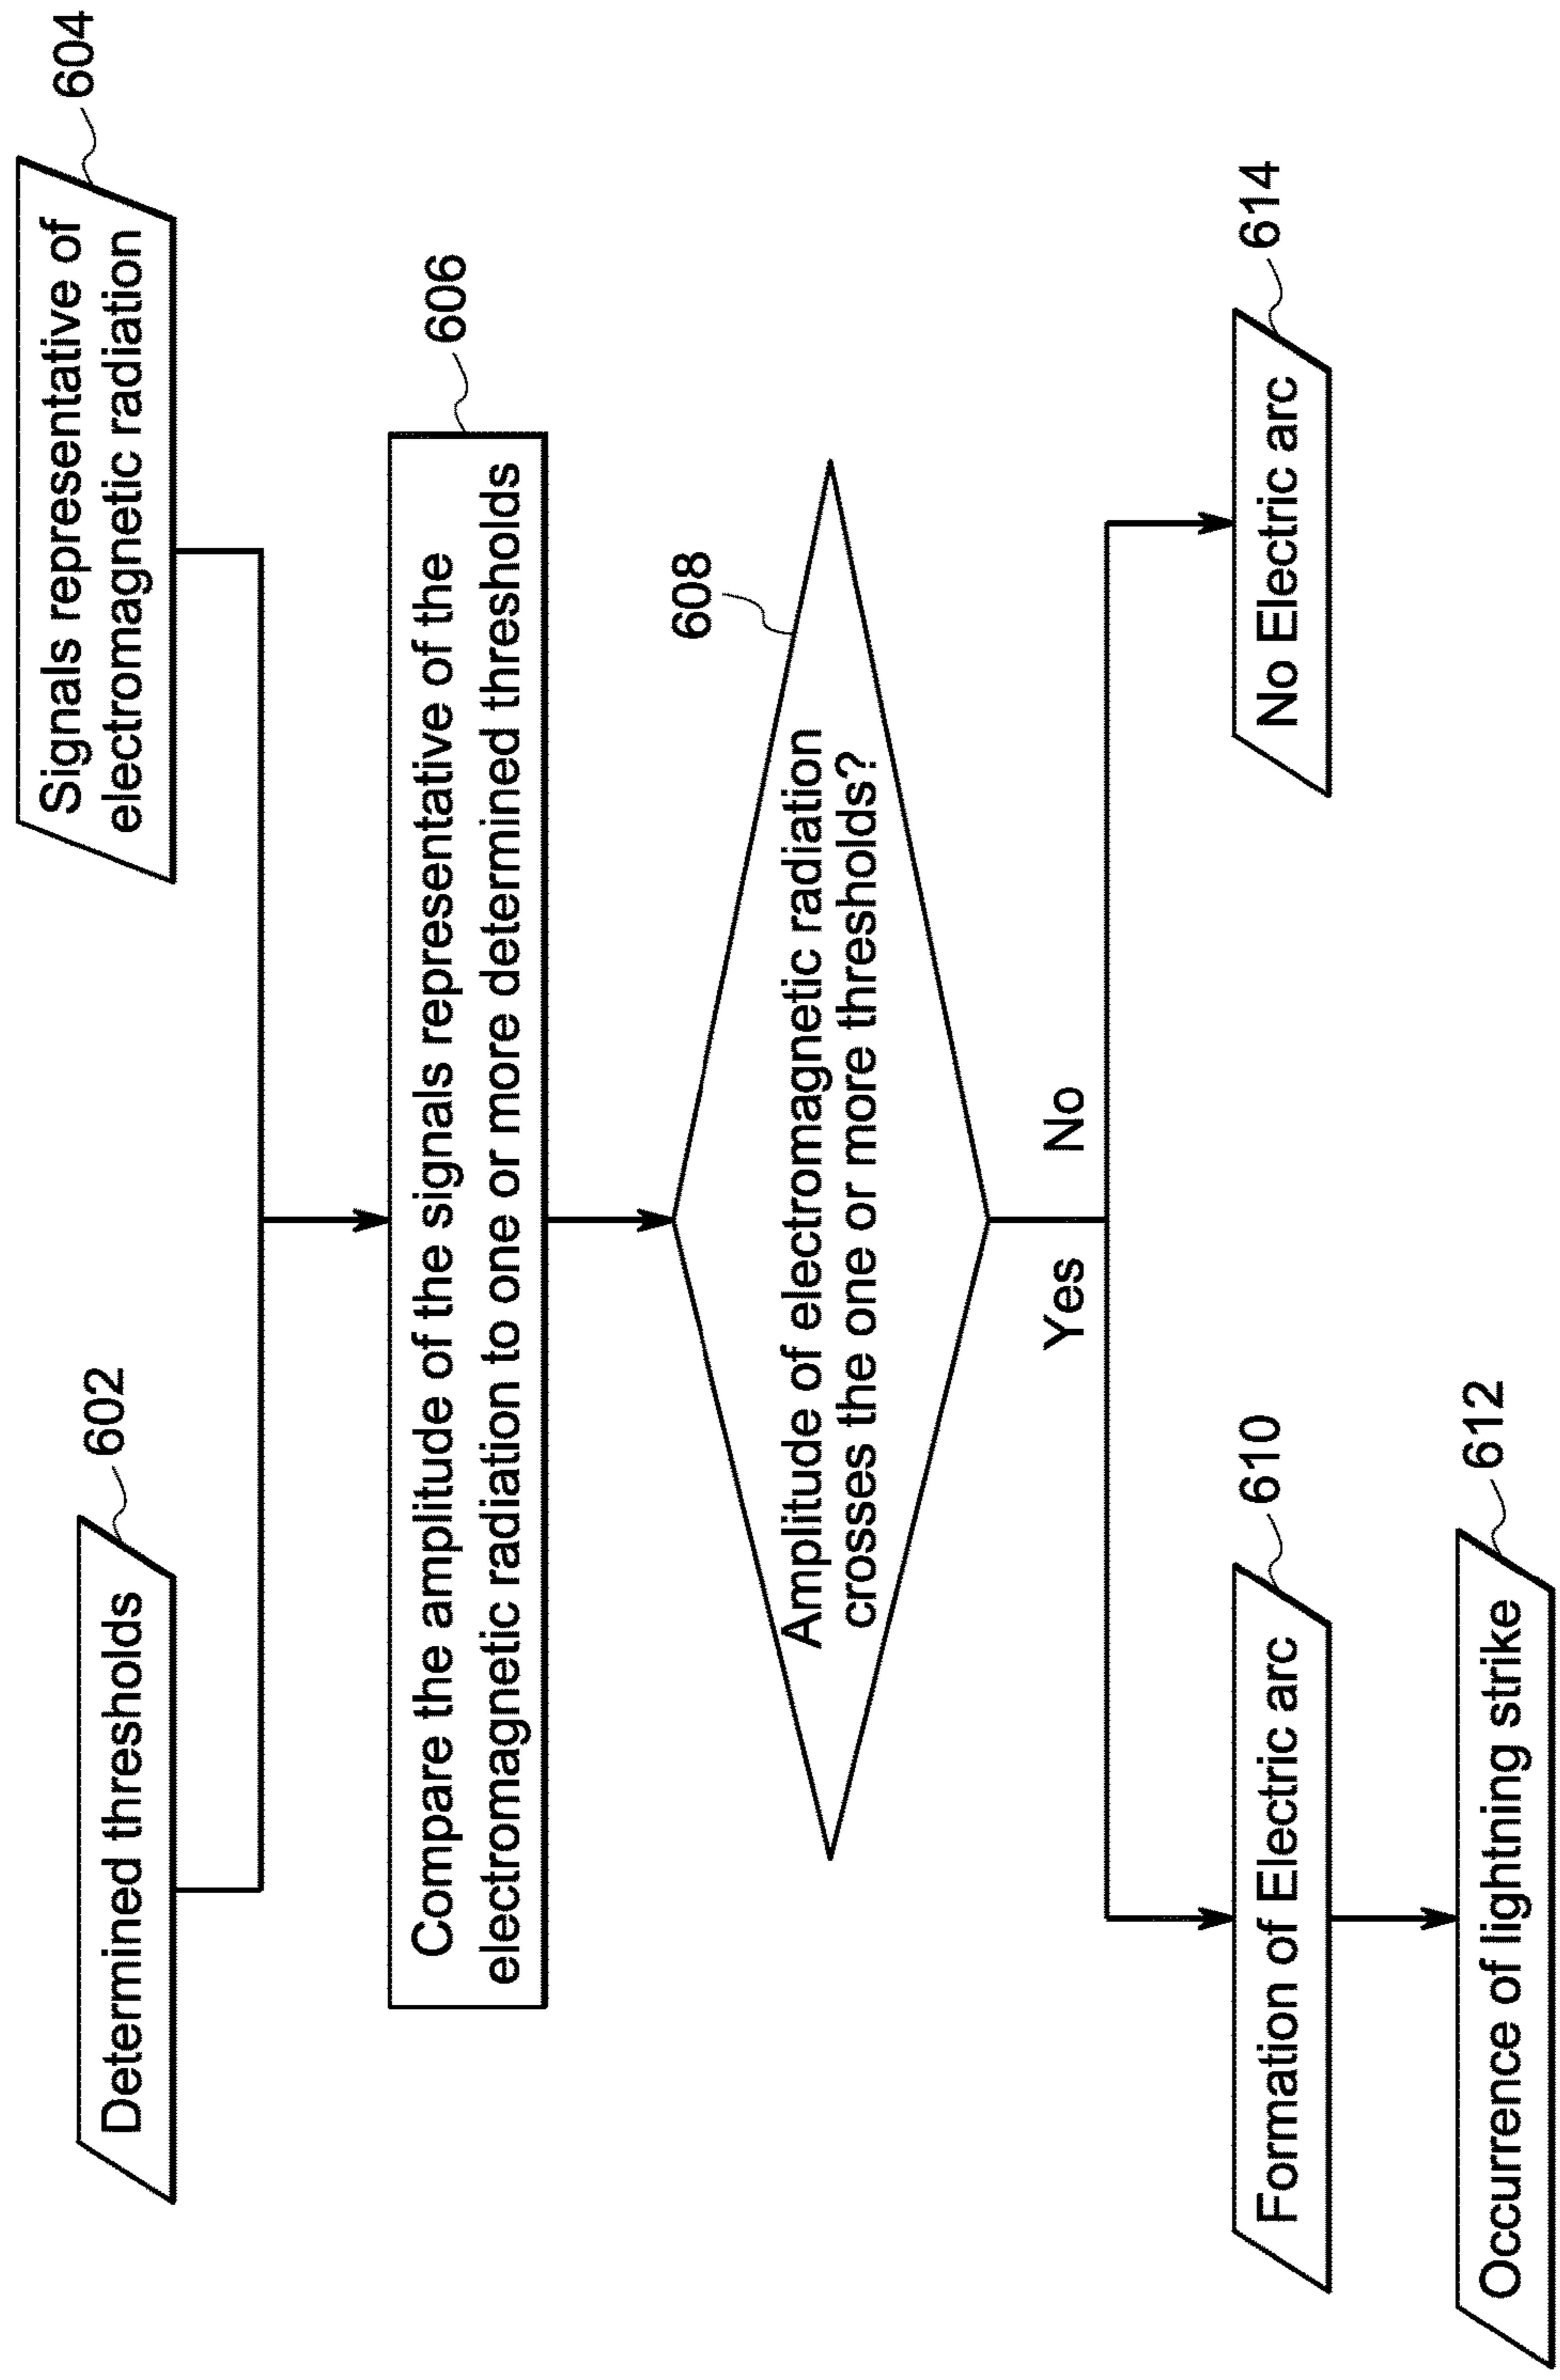 602
Determined thresholds
604
Signals representative of
electromagnetic radiation
606
Compare the amplitude of the signals representative of the
electromagnetic radiation to one or more determined thresholds
608
Amplitude of electromagnetic radiation
crosses the one or more thresholds?
Yes
No
610
Formation of Electric arc
614
No Electric arc
612
Occurrence of lightning strike